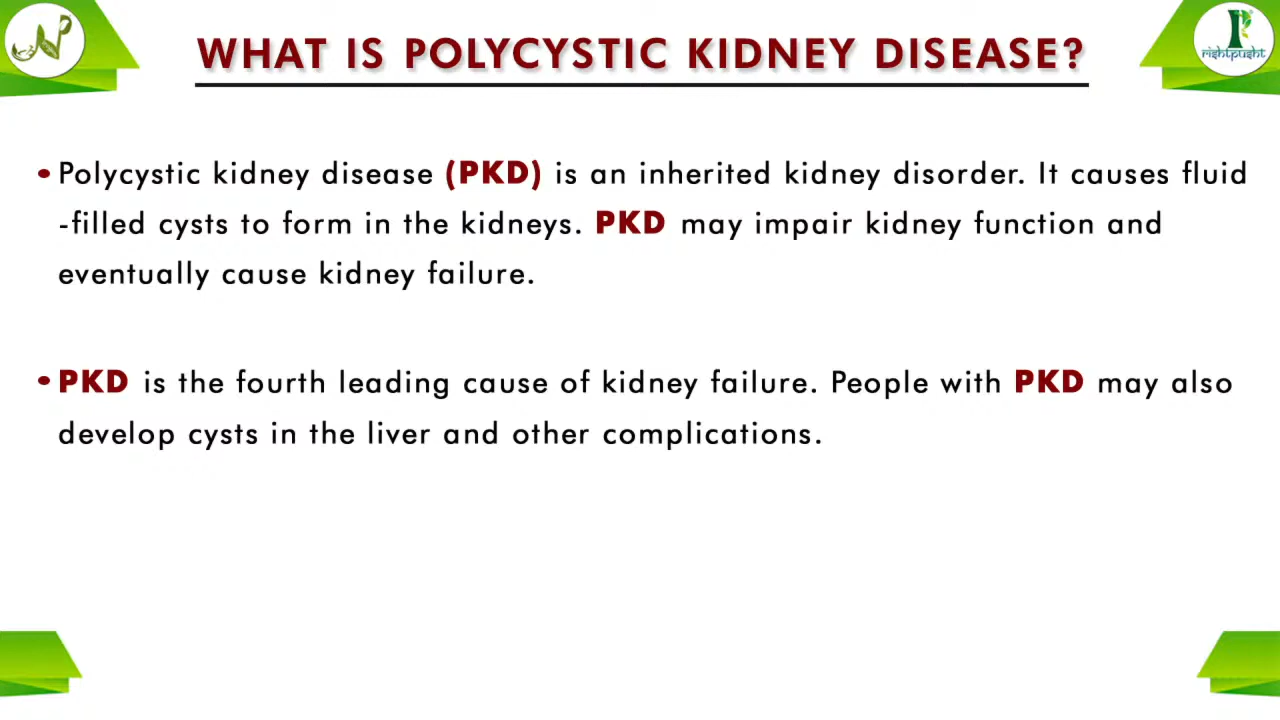 WHAT IS POLYCYSTIC KIDNEY DISEASE?
rishtpusht
• Polycystic kidney disease (PKD) is an inherited kidney disorder. It causes fluid
-filled cysts to form in the kidneys. PKD may impair kidney function and
eventually cause kidney failure.
• PKD is the fourth leading cause of kidney failure. People with PKD may also
develop cysts in the liver and other complications.